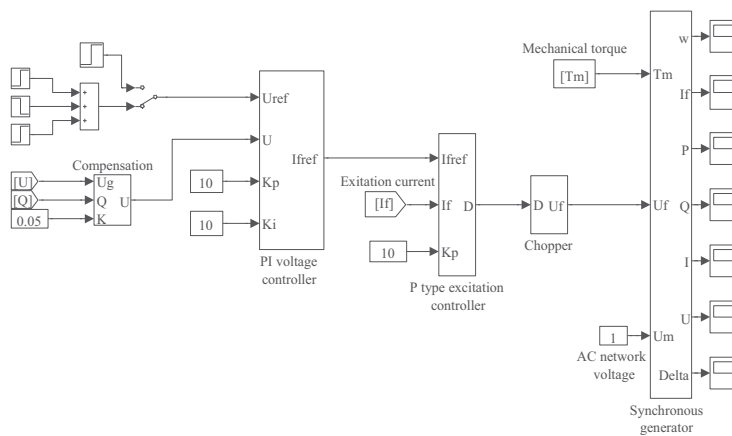 Mechanical torque
[Tm]
Tm
w
If
P
Uf
Q
I
U
Um
Delta
1
AC network
voltage
Synchronous
generator
+
+
+
Uref
U
Ifref
Kp
Ki
10
10
PI voltage
controller
Compensation
[U]
[Q]
0.05
Ug
Q
U
K
Exitation current
[If]
10
Ifref
If
D
Kp
P type excitation
controller
D
Uf
Chopper